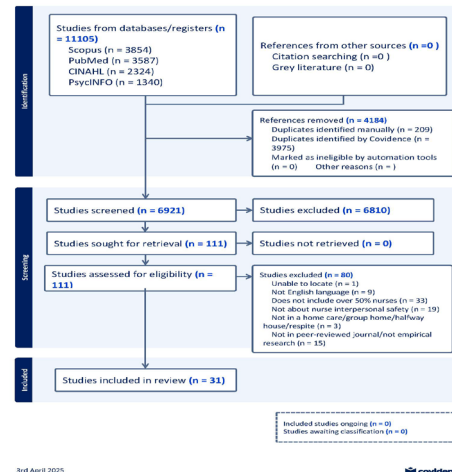 Studies from databases/registers (n
= 11105)
Scopus (n = 3854)
PubMed (n = 3587)
CINAHL (n = 2324)
PsycINFO (n = 1340)
References from other sources (n =0 )
Citation searching (n =0 )
Grey literature (n = 0)
Identification
References removed (n = 4184)
Duplicates identified manually (n = 209)
Duplicates identified by Covidence (n =
3975)
Marked as ineligible by automation tools
(n = 0) Other reasons (n = )
Studies screened (n = 6921)
Studies excluded (n = 6810)
Studies sought for retrieval (n = 111)
Studies not retrieved (n = 0)
Screening
Studies assessed for eligibility (n =
111)
Studies excluded (n = 80)
Unable to locate (n = 1)
Not English language (n = 9)
Does not include over 50% nurses (n = 33)
Not about nurse interpersonal safety (n = 19)
Not in a home care/group home/halfway
house/respite (n = 3)
Not in peer-reviewed journal/not empirical
research (n = 15)
Included
Studies included in review (n = 31)
Included studies ongoing (n = 0)
Studies awaiting classification (n = 0)
3rd April 2025